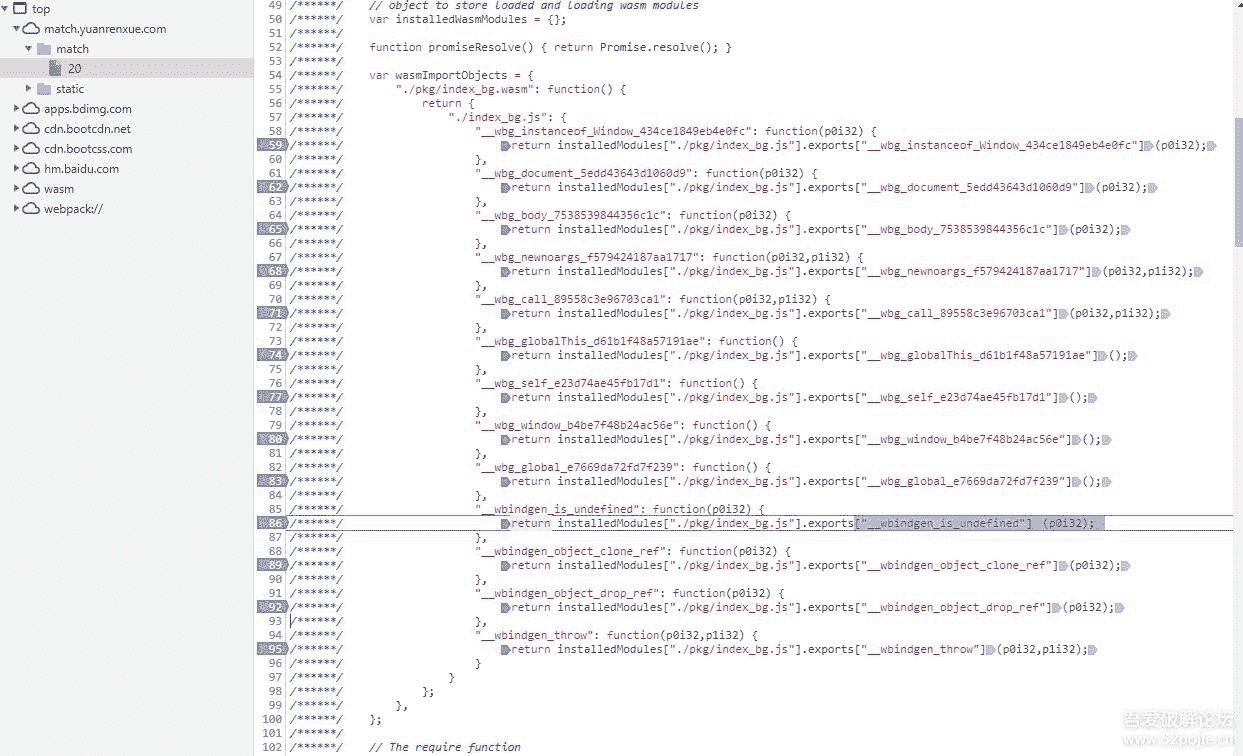 top
match.yuanrenxue.com
match
20
static
apps.bdimg.com
cdn.bootcdn.net
cdn.bootcss.com
hm.baidu.com
wasm
webpack://
49 /******/ // object to store loaded and loading wasm modules
50 /******/ var installedWasmModules = {};
51 /******/
52 /******/ function promiseResolve() { return Promise.resolve(); }
53 /******/
54 /******/ var wasmImportObjects = {
55 /******/ "./pkg/index_bg.wasm": function() {
56 /******/ return {
57 /******/ "./index_bg.js": {
58 /******/ "__wbg_instanceof_Window_434ce1849eb4e0fc": function(p0i32) {
59 /******/ return installedModules["./pkg/index_bg.js"].exports["__wbg_instanceof_Window_434ce1849eb4e0fc"](p0i32);
60 /******/ },
61 /******/ "__wbg_document_5edd43643d1060d9": function(p0i32) {
62 /******/ return installedModules["./pkg/index_bg.js"].exports["__wbg_document_5edd43643d1060d9"](p0i32);
63 /******/ },
64 /******/ "__wbg_body_7538539844356c1c": function(p0i32) {
65 /******/ return installedModules["./pkg/index_bg.js"].exports["__wbg_body_7538539844356c1c"](p0i32);
66 /******/ },
67 /******/ "__wbg_newnoargs_f579424187aa1717": function(p0i32,p1i32) {
68 /******/ return installedModules["./pkg/index_bg.js"].exports["__wbg_newnoargs_f579424187aa1717"](p0i32,p1i32);
69 /******/ },
70 /******/ "__wbg_call_89558c3e96703ca1": function(p0i32,p1i32) {
71 /******/ return installedModules["./pkg/index_bg.js"].exports["__wbg_call_89558c3e96703ca1"](p0i32,p1i32);
72 /******/ },
73 /******/ "__wbg_globalThis_d61b1f48a57191ae": function() {
74 /******/ return installedModules["./pkg/index_bg.js"].exports["__wbg_globalThis_d61b1f48a57191ae"]();
75 /******/ },
76 /******/ "__wbg_self_e23d74ae45fb17d1": function() {
77 /******/ return installedModules["./pkg/index_bg.js"].exports["__wbg_self_e23d74ae45fb17d1"]();
78 /******/ },
79 /******/ "__wbg_window_b4be7f48b24ac56e": function() {
80 /******/ return installedModules["./pkg/index_bg.js"].exports["__wbg_window_b4be7f48b24ac56e"]();
81 /******/ },
82 /******/ "__wbg_global_e7669da72fd7f239": function() {
83 /******/ return installedModules["./pkg/index_bg.js"].exports["__wbg_global_e7669da72fd7f239"]();
84 /******/ },
85 /******/ "__wbindgen_is_undefined": function(p0i32) {
86 /******/ return installedModules["./pkg/index_bg.js"].exports["__wbindgen_is_undefined"] (p0i32);
87 /******/ },
88 /******/ "__wbindgen_object_clone_ref": function(p0i32) {
89 /******/ return installedModules["./pkg/index_bg.js"].exports["__wbindgen_object_clone_ref"](p0i32);
90 /******/ },
91 /******/ "__wbindgen_object_drop_ref": function(p0i32) {
92 /******/ return installedModules["./pkg/index_bg.js"].exports["__wbindgen_object_drop_ref"](p0i32);
93 /******/ },
94 /******/ "__wbindgen_throw": function(p0i32,p1i32) {
95 /******/ return installedModules["./pkg/index_bg.js"].exports["__wbindgen_throw"](p0i32,p1i32);
96 /******/ }
97 /******/ }
98 /******/ };
99 /******/ },
100 /******/ };
101 /******/
102 /******/ // The require function
吾爱破解论坛
www.52pojie.cn